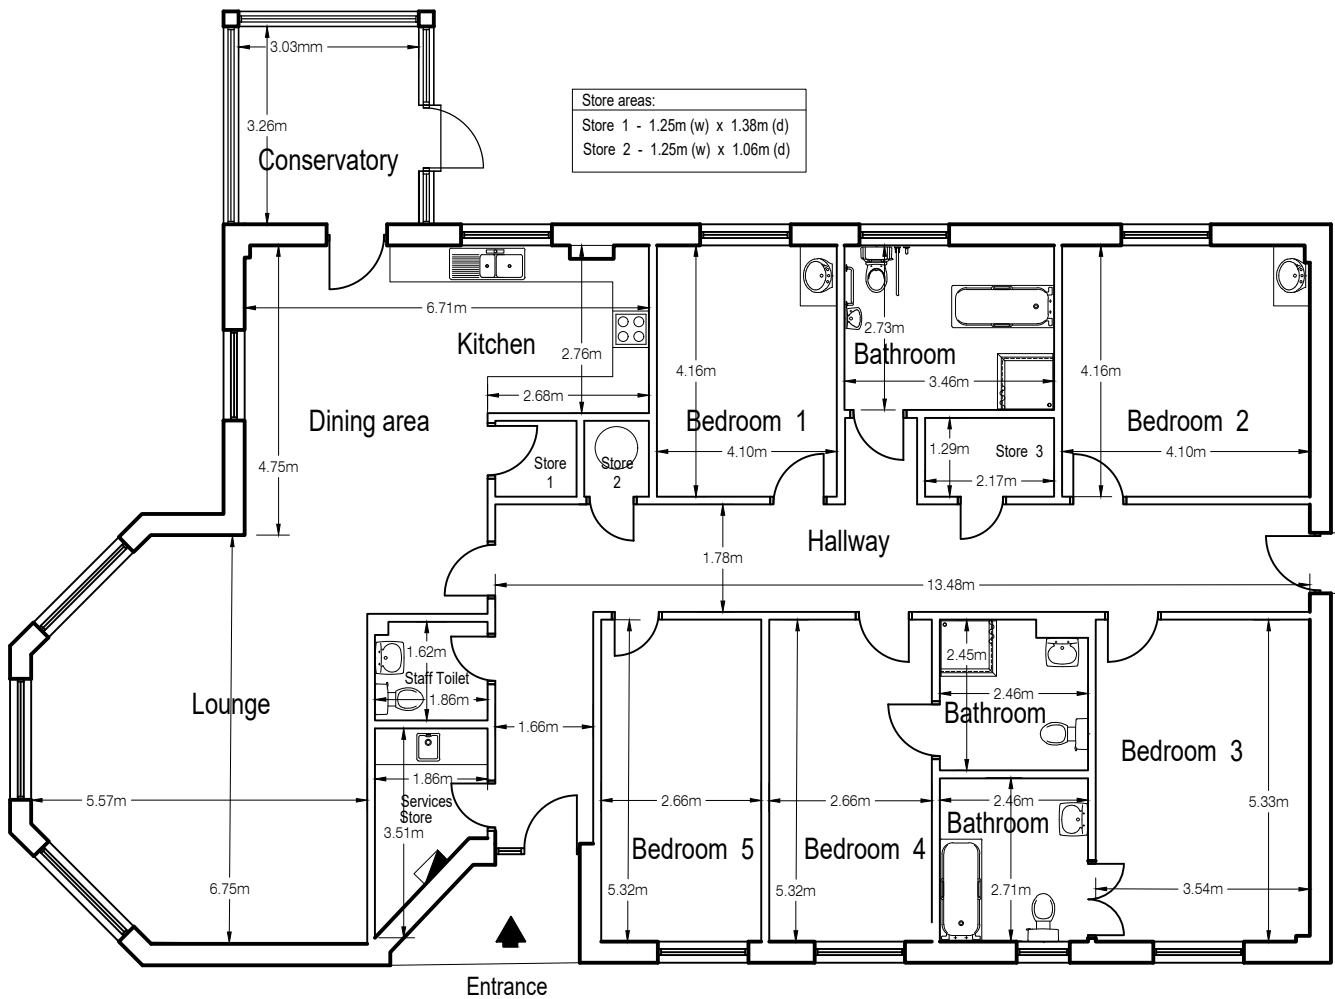 3.03mm
3.26m
Conservatory
Store areas:
Store 1 - 1.25m (w) x 1.38m (d)
Store 2 - 1.25m (w) x 1.06m (d)
6.71m
Kitchen
2.76m
2.68m
Dining area
4.75m
Store
1
Store
2
4.16m
Bedroom 1
4.10m
2.73m
Bathroom
3.46m
1.29m
Store 3
2.17m
4.16m
Bedroom 2
4.10m
Hallway
1.78m
13.48m
1.62m
Staff Toilet
1.86m
Lounge
5.57m
6.75m
1.66m
1.86m
Services
Store
3.51m
2.66m
Bedroom 5
5.32m
2.66m
Bedroom 4
5.32m
2.45m
2.46m
Bathroom
2.46m
Bathroom
2.71m
Bedroom 3
5.33m
3.54m
Entrance